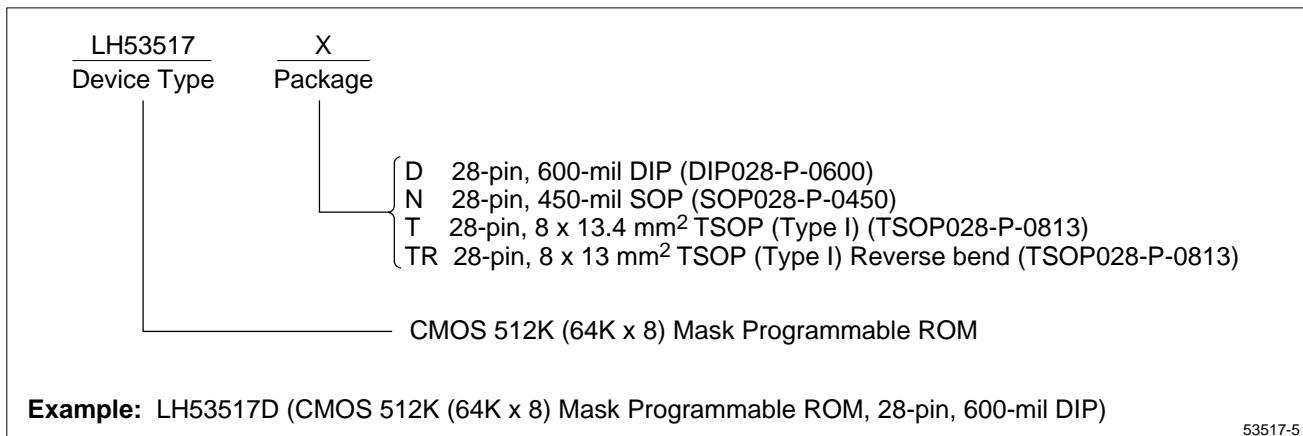 LH53517 X
Device Type Package
D 28-pin, 600-mil DIP (DIP028-P-0600)
N 28-pin, 450-mil SOP (SOP028-P-0450)
T 28-pin, 8 x 13.4 mm² TSOP (Type I) (TSOP028-P-0813)
TR 28-pin, 8 x 13 mm² TSOP (Type I) Reverse bend (TSOP028-P-0813)
CMOS 512K (64K x 8) Mask Programmable ROM
Example: LH53517D (CMOS 512K (64K x 8) Mask Programmable ROM, 28-pin, 600-mil DIP)
53517-5